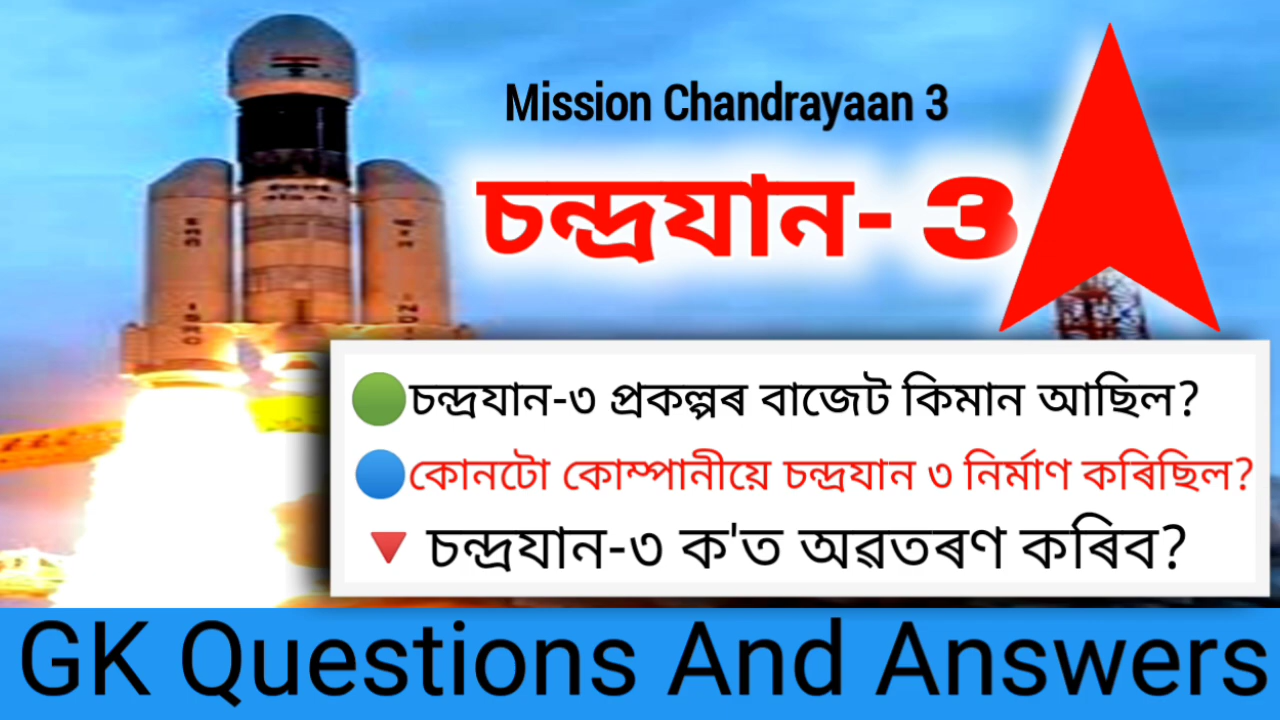 Mission Chandrayaan 3
চন্দ্ৰযান- ৩
চন্দ্ৰযান-৩ প্ৰকল্পৰ বাজেট কিমান আছিল?
কোনটো কোম্পানীয়ে চন্দ্ৰযান ৩ নিৰ্মাণ কৰিছিল?
চন্দ্ৰযান-৩ ক'ত অৱতৰণ কৰিব?
GK Questions And Answers